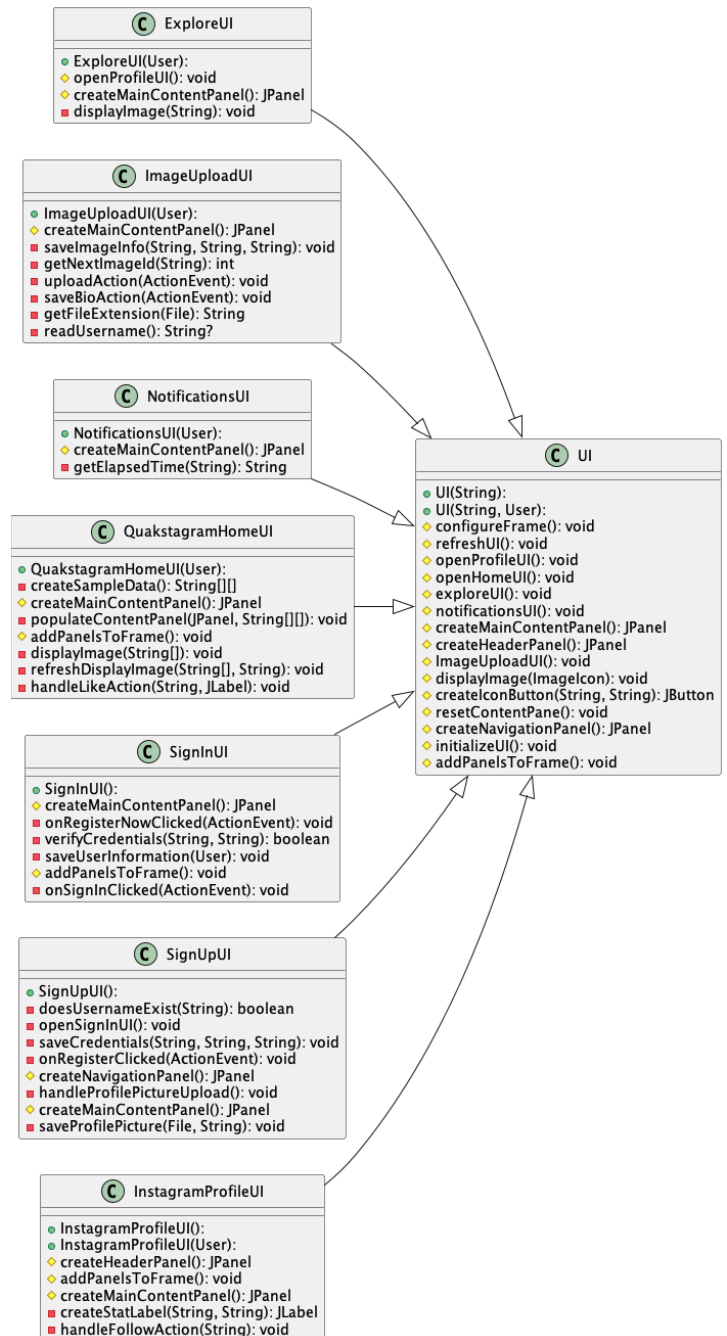 C ExploreUI
ExploreUI(User):
openProfileUI(): void
createMainContentPanel(): JPanel
displayImage(String): void
C ImageUploadUI
ImageUploadUI(User):
createMainContentPanel(): JPanel
saveImageInfo(String, String, String): void
getNextImageId(String): int
uploadAction(ActionEvent): void
saveBioAction(ActionEvent): void
getFileExtension(File): String
readUsername(): String?
C NotificationsUI
NotificationsUI(User):
createMainContentPanel(): JPanel
getElapsedTime(String): String
C QuakstagramHomeUI
QuakstagramHomeUI(User):
createSampleData(): String[][]
createMainContentPanel(): JPanel
populateContentPanel(JPanel, String[][]): void
addPanelsToFrame(): void
displayImage(String[]): void
refreshDisplayImage(String[], String): void
handleLikeAction(String, JLabel): void
C SignInUI
SignInUI():
createMainContentPanel(): JPanel
onRegisterNowClicked(ActionEvent): void
verifyCredentials(String, String): boolean
saveUserInformation(User): void
addPanelsToFrame(): void
onSignInClicked(ActionEvent): void
C SignUpUI
SignUpUI():
doesUsernameExist(String): boolean
openSignInUI(): void
saveCredentials(String, String, String): void
onRegisterClicked(ActionEvent): void
createNavigationPanel(): JPanel
handleProfilePictureUpload(): void
createMainContentPanel(): JPanel
saveProfilePicture(File, String): void
C InstagramProfileUI
InstagramProfileUI():
InstagramProfileUI(User):
createHeaderPanel(): JPanel
addPanelsToFrame(): void
createMainContentPanel(): JPanel
createStatLabel(String, String): JLabel
handleFollowAction(String): void
C UI
UI(String):
UI(String, User):
configureFrame(): void
refreshUI(): void
openProfileUI(): void
openHomeUI(): void
exploreUI(): void
notificationsUI(): void
createMainContentPanel(): JPanel
createHeaderPanel(): JPanel
ImageUploadUI(): void
displayImage(ImageIcon): void
createIconButton(String, String): JButton
resetContentPane(): void
createNavigationPanel(): JPanel
initializeUI(): void
addPanelsToFrame(): void